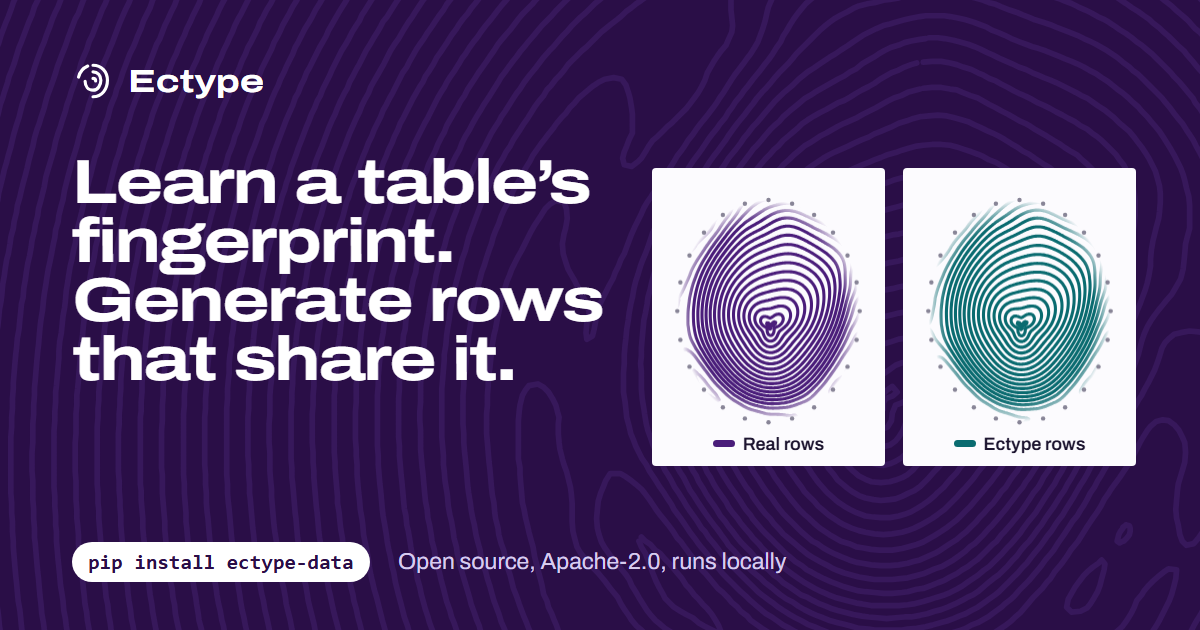 Ectype
Learn a table’s
fingerprint.
Generate rows
that share it.
Real rows
Ectype rows
pip install ectype-data
Open source, Apache-2.0, runs locally